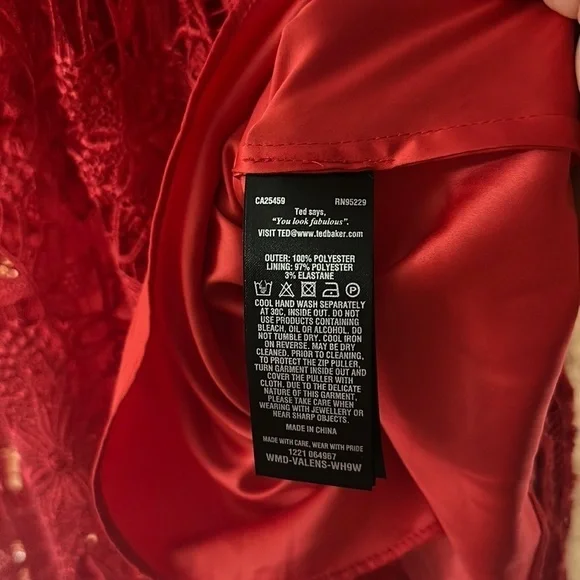 CA25459 RN95229
Ted says,
"You look fabulous".
VISIT TED@www.tedbaker.com
OUTER: 100% POLYESTER
LINING: 97% POLYESTER
3% ELASTANE
COOL HAND WASH SEPARATELY
AT 30C, INSIDE OUT. DO NOT
USE PRODUCTS CONTAINING
BLEACH, OIL OR ALCOHOL. DO
NOT TUMBLE DRY. COOL IRON
ON REVERSE. MAY BE DRY
CLEANED. PRIOR TO CLEANING,
TO PROTECT THE ZIP PULLER,
TURN GARMENT INSIDE OUT AND
COVER THE PULLER WITH
CLOTH. DUE TO THE DELICATE
NATURE OF THIS GARMENT,
PLEASE TAKE CARE WHEN
WEARING WITH JEWELLERY OR
NEAR SHARP OBJECTS.
MADE IN CHINA
MADE WITH CARE, WEAR WITH PRIDE
1221 064967
WMD-VALENS-WH9W